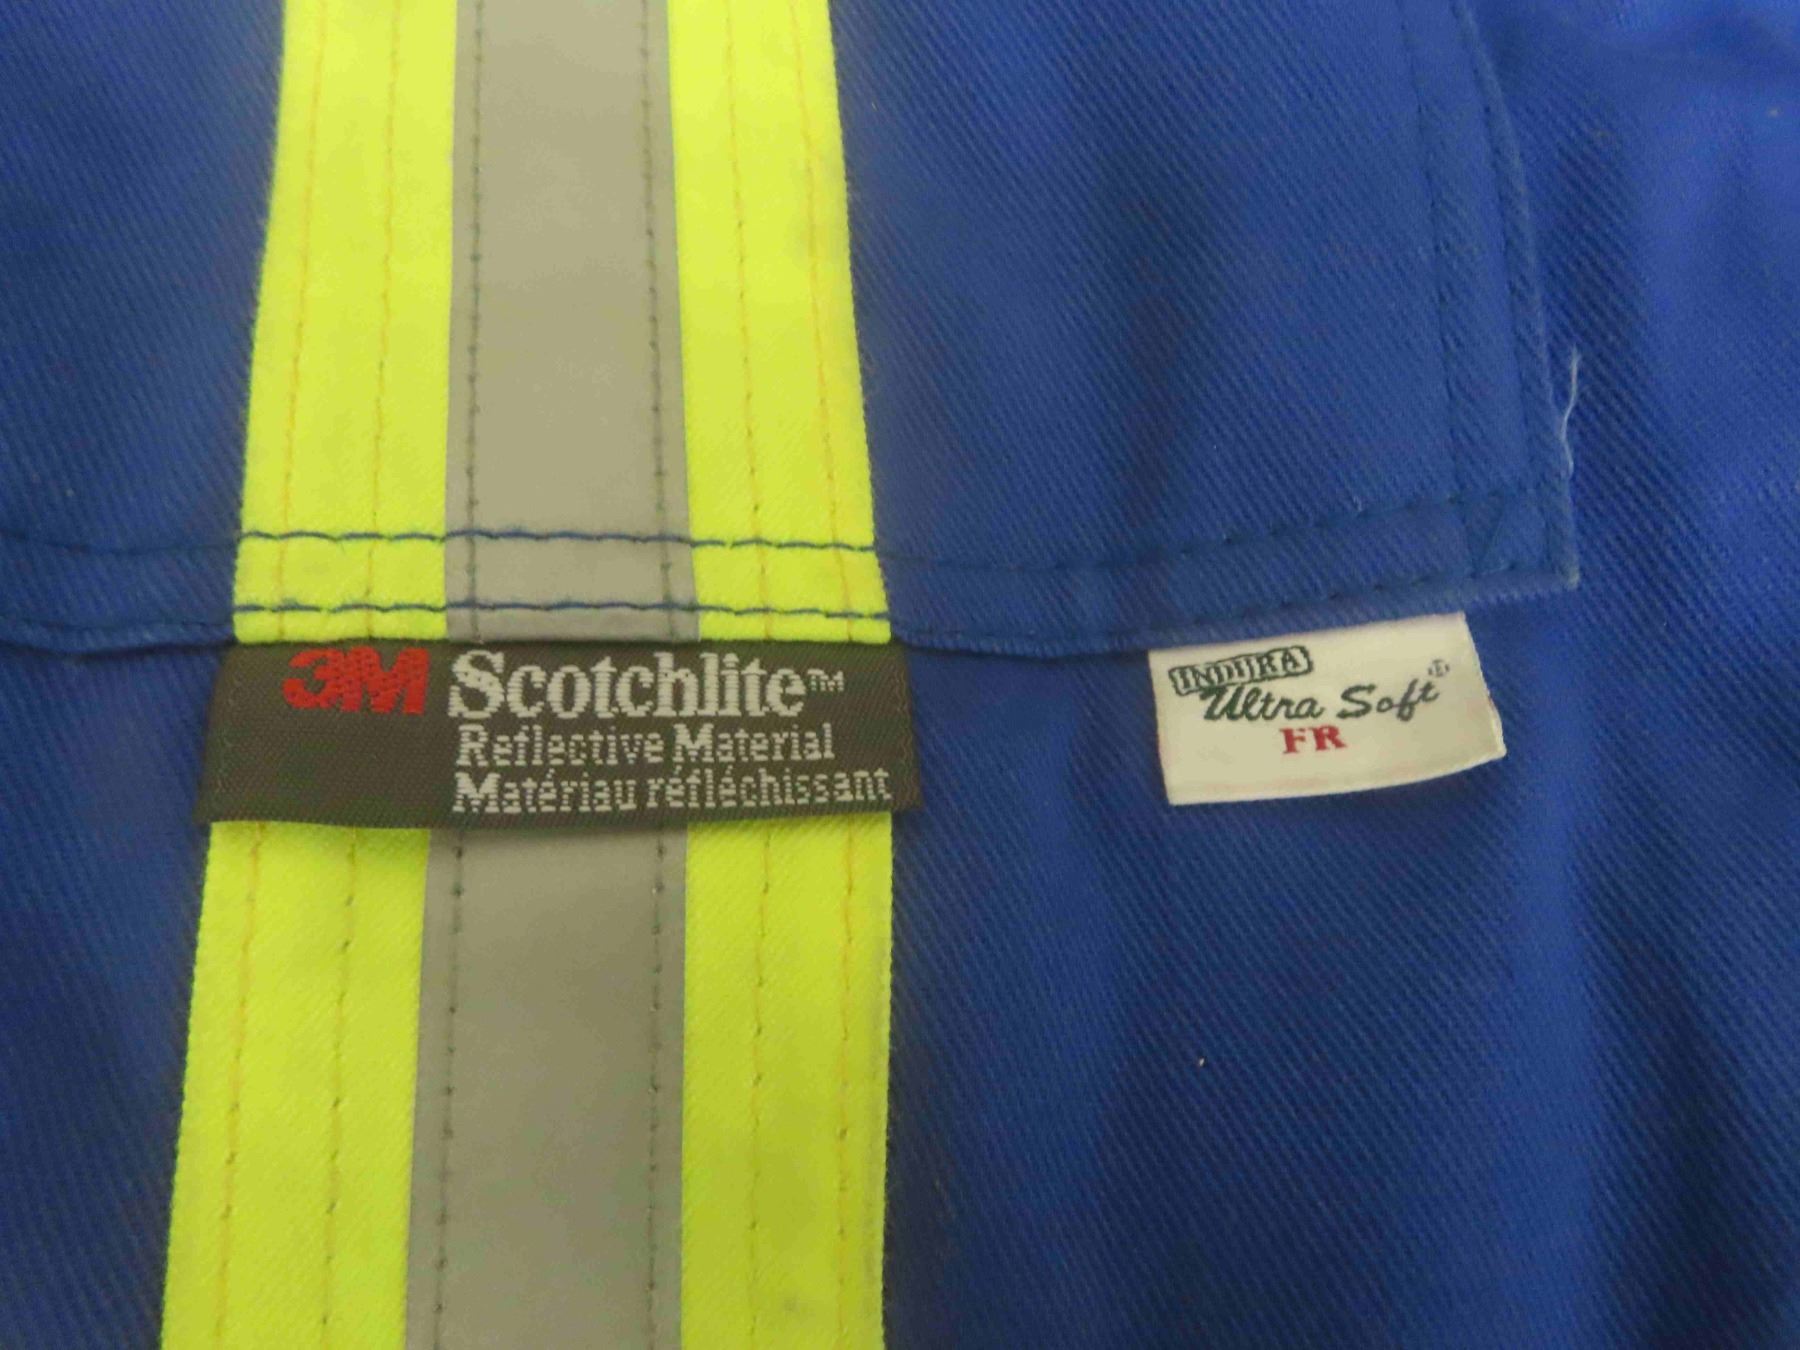 3M Scotchlite™
Reflective Material
Matériau réfléchissant
INDURA
Ultra Soft®
FR